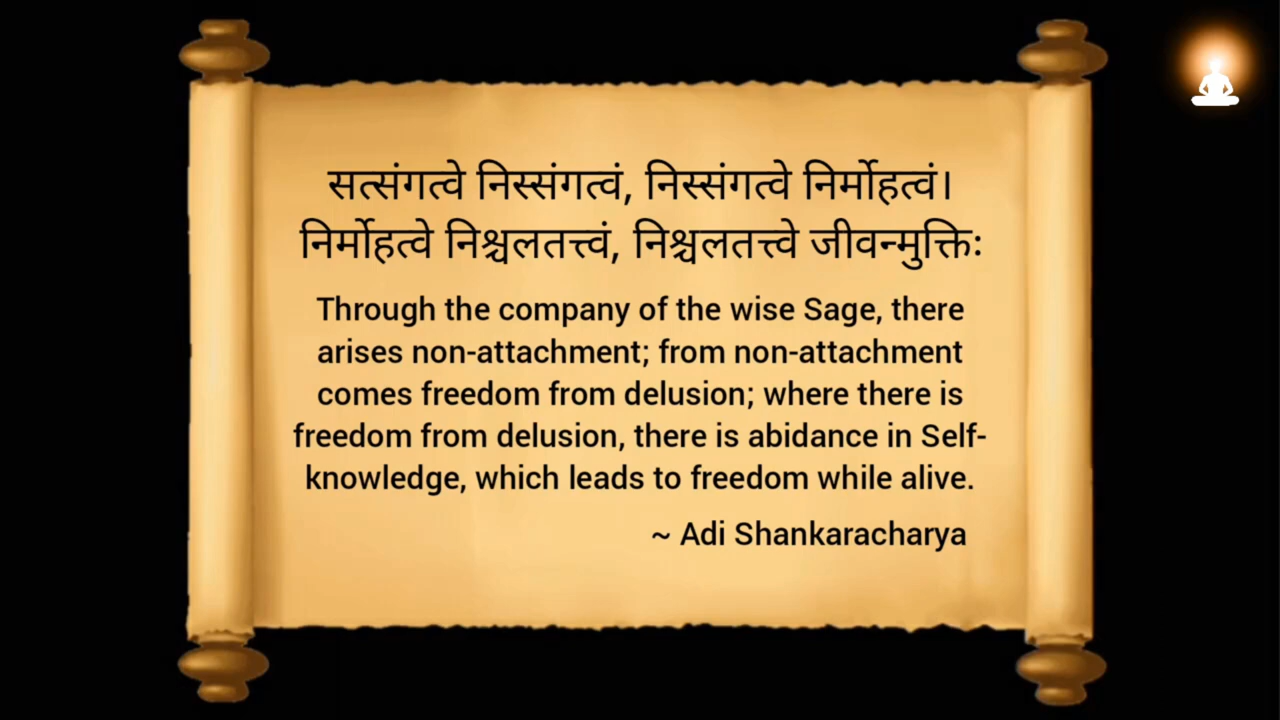 सत्संगत्वे निस्संगत्वं, निस्संगत्वे निर्मोहत्वं।
निर्मोहत्वे निश्चलतत्त्वं, निश्चलतत्त्वे जीवन्मुक्तिः
Through the company of the wise Sage, there
arises non-attachment; from non-attachment
comes freedom from delusion; where there is
freedom from delusion, there is abidance in Self-
knowledge, which leads to freedom while alive.
~ Adi Shankaracharya